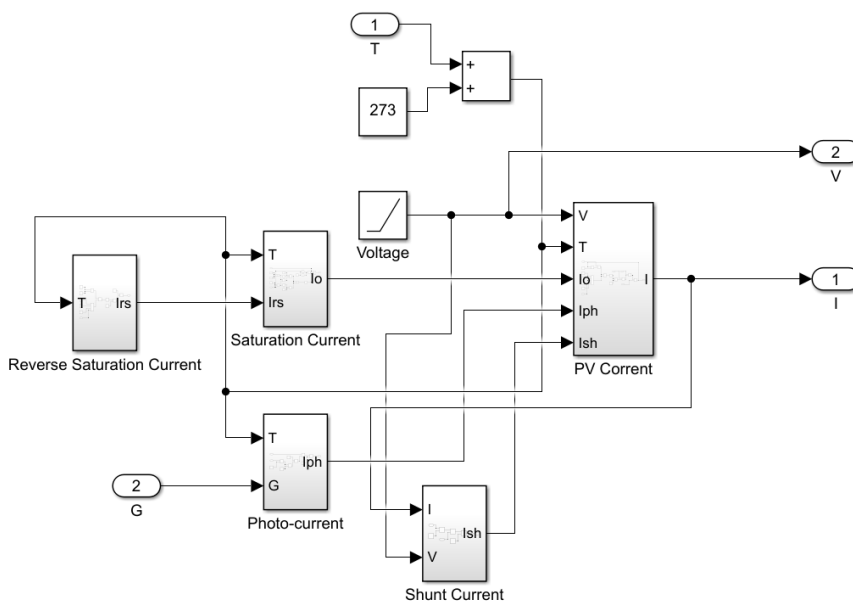 1
T
+
+
273
2
V
Voltage
V
T
Io
Iph
Ish
I
PV Corrent
1
I
T
Irs
Io
Saturation Current
T
Irs
Reverse Saturation Current
T
G
Iph
Photo-current
2
G
I
V
Ish
Shunt Current